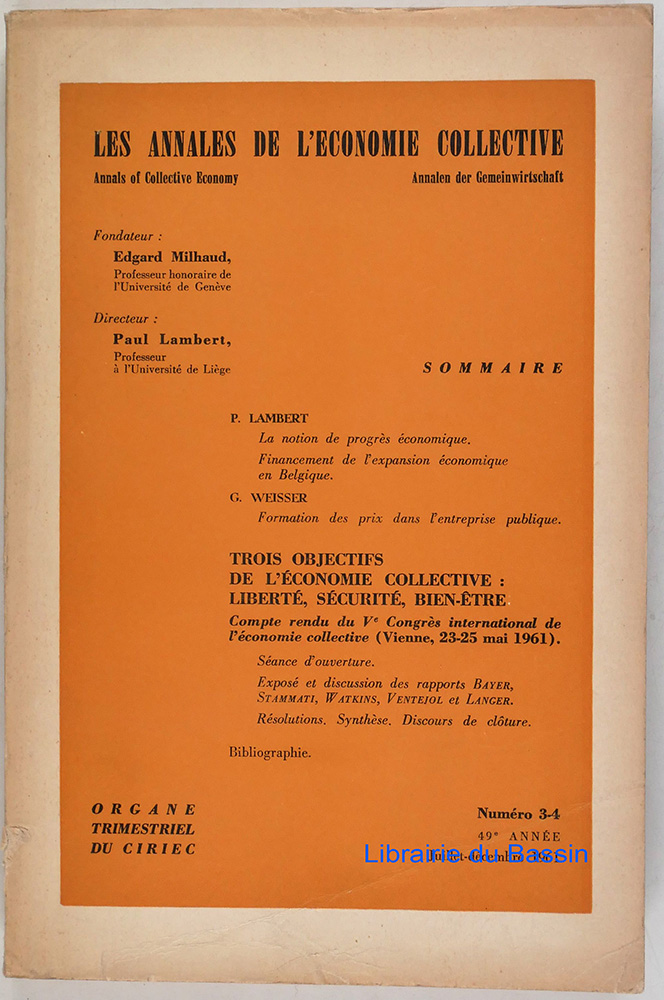 LES ANNALES DE L'ECONOMIE COLLECTIVE
Annals of Collective Economy Annalen der Gemeinwirtschaft
Fondateur :
Edgard Milhaud,
Professeur honoraire de
l'Université de Genève
Directeur :
Paul Lambert,
Professeur
à l'Université de Liège
SOMMAIRE
P. LAMBERT
La notion de progrès économique.
Financement de l'expansion économique
en Belgique.
G. WEISSER
Formation des prix dans l'entreprise publique.
TROIS OBJECTIFS
DE L'ÉCONOMIE COLLECTIVE :
LIBERTÉ, SÉCURITÉ, BIEN-ÊTRE
Compte rendu du Ve Congrès international de
l'économie collective (Vienne, 23-25 mai 1961).
Séance d'ouverture.
Exposé et discussion des rapports BAYER,
STAMMATI, WATKINS, VENTEJOL et LANGER.
Résolutions. Synthèse. Discours de clôture.
Bibliographie.
ORGANE
TRIMESTRIEL
DU CIRIEC
Numéro 3-4
49e ANNÉE
Juillet-décembre 1961
Librairie du Bassin